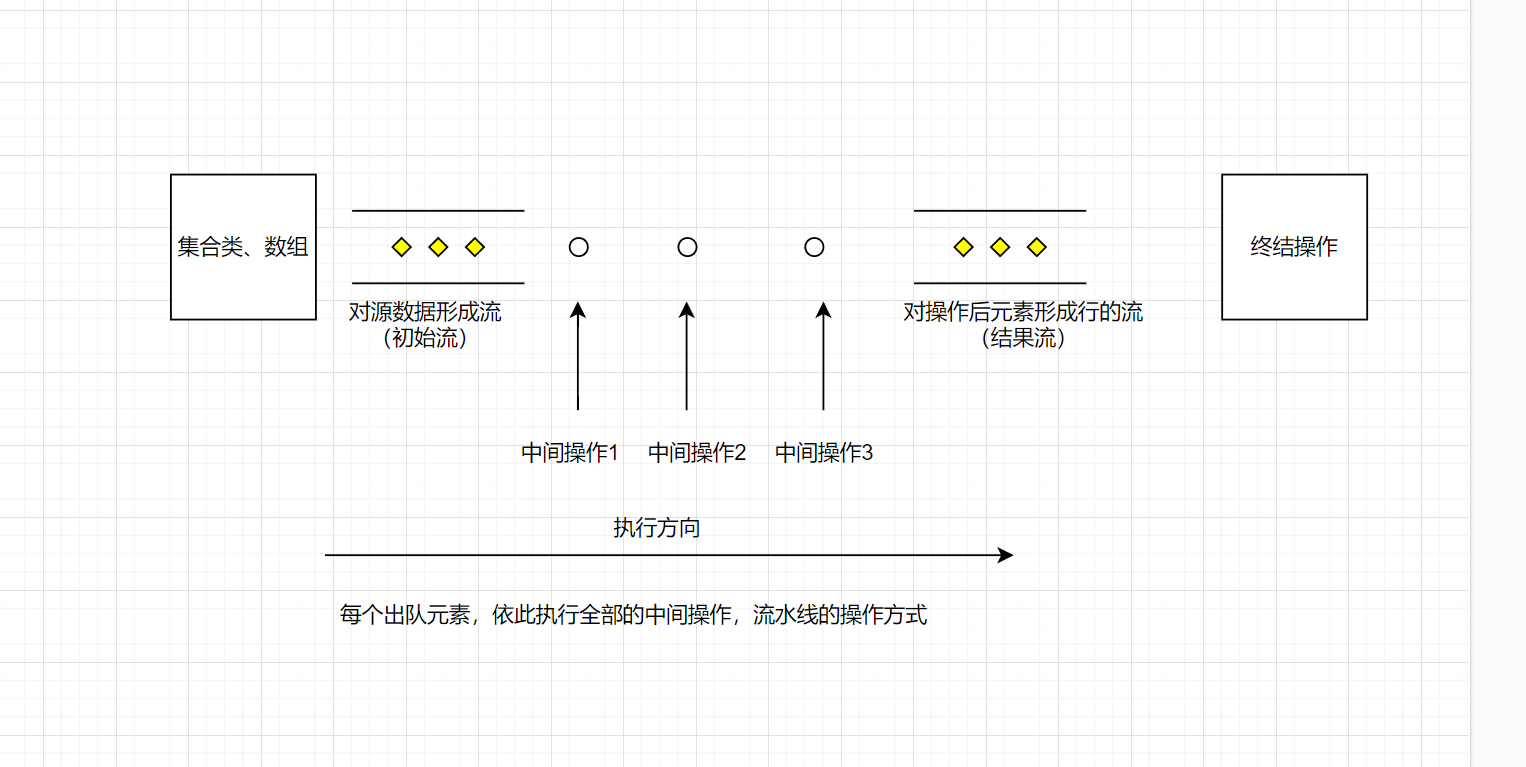 集合类、数组
终结操作
对源数据形成流
（初始流）
对操作后元素形成行的流
（结果流）
中间操作1
中间操作2
中间操作3
执行方向
每个出队元素，依此执行全部的中间操作，流水线的操作方式